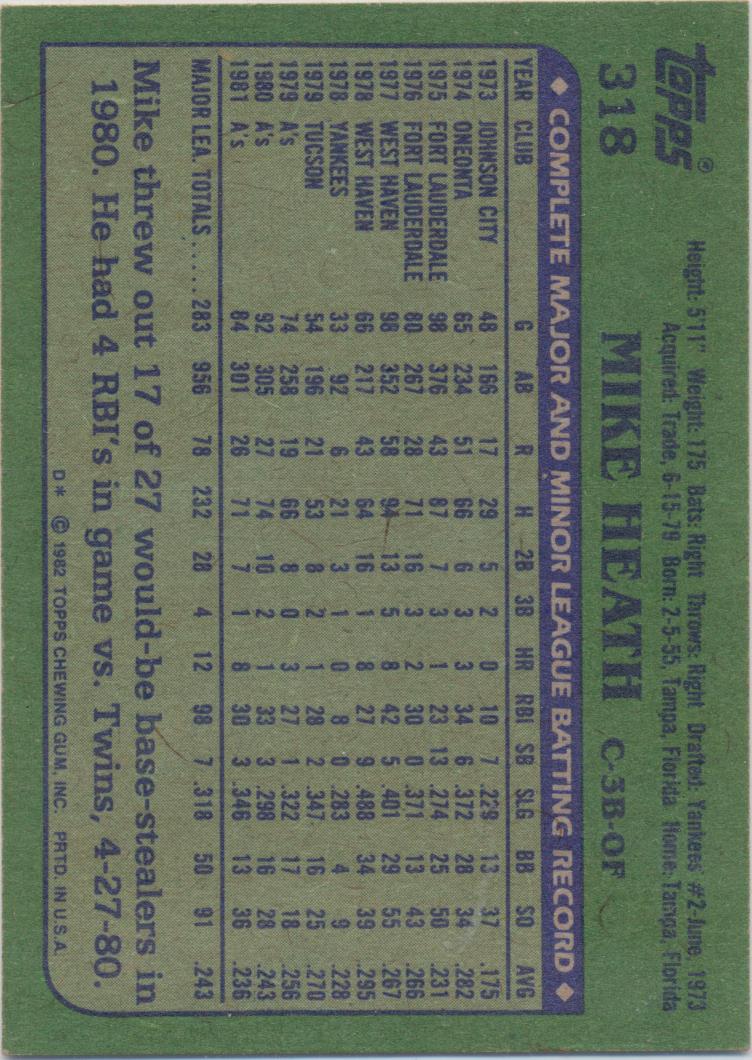 Topps®
318
Height: 5'11" Weight: 175 Bats: Right Throws: Right Drafted: Yankees #2-June, 1973
Acquired: Trade, 6-15-79 Born: 2-5-55, Tampa, Florida Home: Tampa, Florida
MIKE HEATH C-3B-OF
◆ COMPLETE MAJOR AND MINOR LEAGUE BATTING RECORD ◆
YEAR CLUB G AB R H 2B 3B HR RBI SB SLG BB SO AVG
1973 JOHNSON CITY 48 166 17 29 5 2 0 10 7 .229 13 37 .175
1974 ONEONTA 65 234 51 66 6 3 3 34 6 .372 28 34 .282
1975 FORT LAUDERDALE 98 376 43 87 7 3 1 23 13 .274 25 50 .231
1976 FORT LAUDERDALE 80 267 28 71 16 3 2 30 0 .371 13 43 .266
1977 WEST HAVEN 98 352 58 94 13 5 8 42 5 .401 29 55 .267
1978 WEST HAVEN 66 217 43 64 16 1 8 27 9 .488 34 39 .295
1978 YANKEES 33 92 6 21 3 1 0 8 0 .283 4 9 .228
1979 TUCSON 54 196 21 53 8 2 1 28 2 .347 16 25 .270
1979 A's 74 258 19 66 8 0 3 27 1 .322 17 18 .256
1980 A's 92 305 27 74 10 2 1 33 3 .298 16 28 .243
1981 A's 84 301 26 71 7 1 8 30 3 .346 13 36 .236
MAJOR LEA. TOTALS..... 283 956 78 232 28 4 12 98 7 .318 50 91 .243
Mike threw out 17 of 27 would-be base-stealers in
1980. He had 4 RBI's in game vs. Twins, 4-27-80.
D* © 1982 TOPPS CHEWING GUM, INC. PRTD. IN U.S.A.